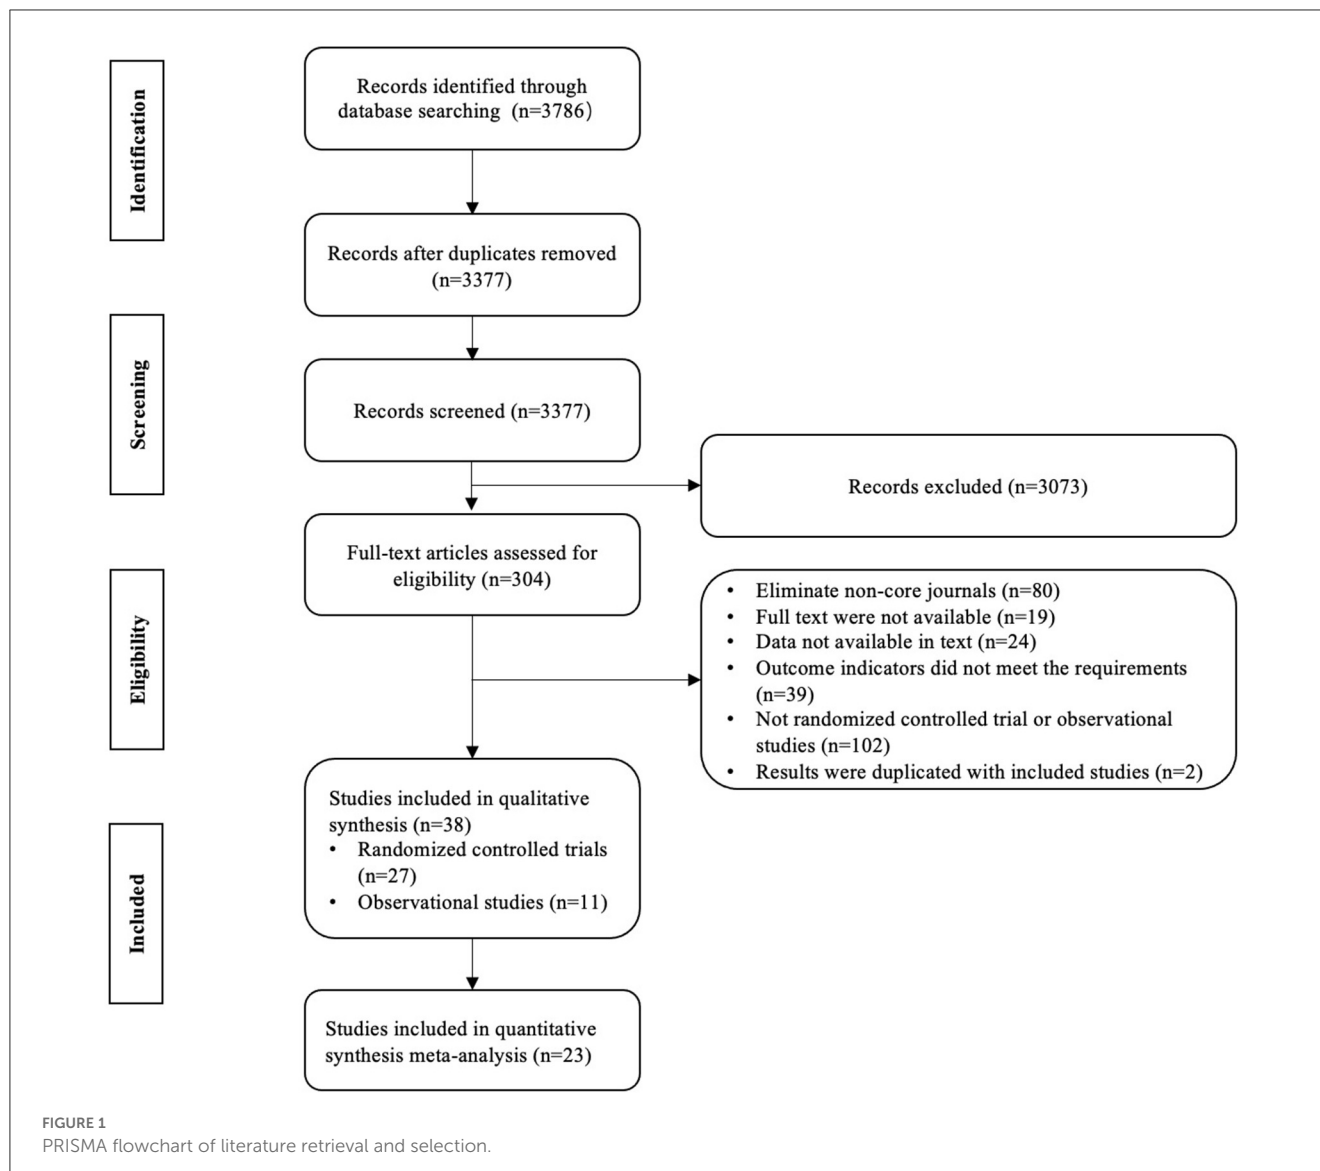 Identification
Records identified through
database searching (n=3786)
Records after duplicates removed
(n=3377)
Screening
Records screened (n=3377)
Records excluded (n=3073)
Full-text articles assessed for
eligibility (n=304)
Eligibility
• Eliminate non-core journals (n=80)
• Full text were not available (n=19)
• Data not available in text (n=24)
• Outcome indicators did not meet the requirements
(n=39)
• Not randomized controlled trial or observational
studies (n=102)
• Results were duplicated with included studies (n=2)
Studies included in qualitative
synthesis (n=38)
• Randomized controlled trials
(n=27)
• Observational studies (n=11)
Included
Studies included in quantitative
synthesis meta-analysis (n=23)
FIGURE 1
PRISMA flowchart of literature retrieval and selection.